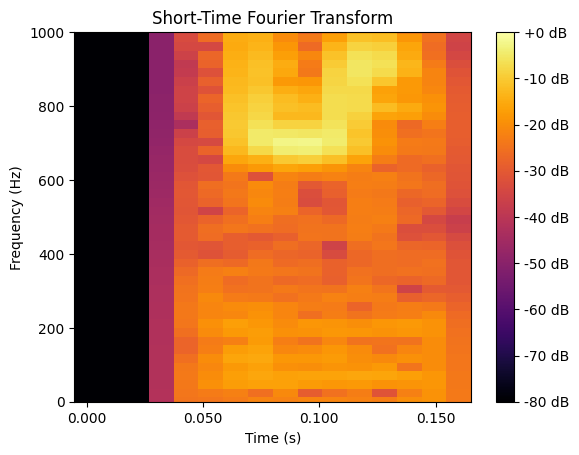 Short-Time Fourier Transform
1000
800
600
400
200
0
Frequency (Hz)
0.000
0.050
0.100
0.150
Time (s)
+0 dB
-10 dB
-20 dB
-30 dB
-40 dB
-50 dB
-60 dB
-70 dB
-80 dB